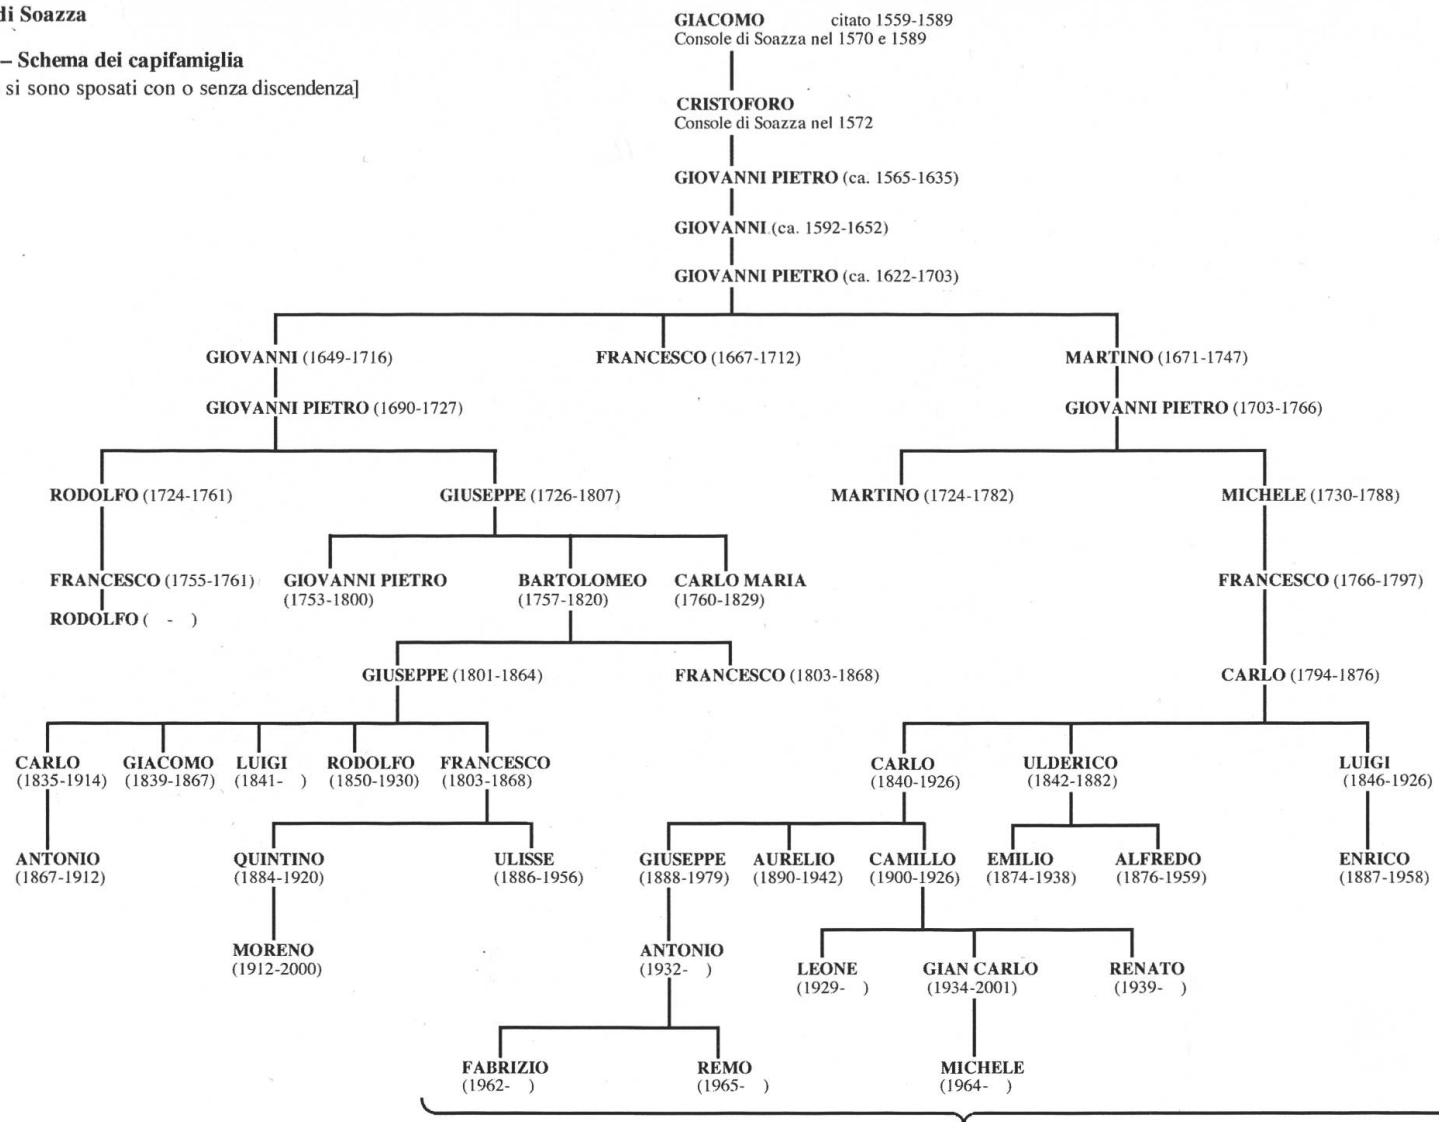 di Soazza
– Schema dei capifamiglia
si sono sposati con o senza discendenza]
GIACOMO citato 1559-1589
Console di Soazza nel 1570 e 1589
CRISTOFORO
Console di Soazza nel 1572
GIOVANNI PIETRO (ca. 1565-1635)
GIOVANNI (ca. 1592-1652)
GIOVANNI PIETRO (ca. 1622-1703)
GIOVANNI (1649-1716) FRANCESCO (1667-1712) MARTINO (1671-1747)
GIOVANNI PIETRO (1690-1727) GIOVANNI PIETRO (1703-1766)
RODOLFO (1724-1761) GIUSEPPE (1726-1807) MARTINO (1724-1782) MICHELE (1730-1788)
FRANCESCO (1755-1761) GIOVANNI PIETRO BARTOLOMEO CARLO MARIA FRANCESCO (1766-1797)
(1753-1800) (1757-1820) (1760-1829)
RODOLFO ( - )
GIUSEPPE (1801-1864) FRANCESCO (1803-1868) CARLO (1794-1876)
CARLO GIACOMO LUIGI RODOLFO FRANCESCO CARLO ULDERICO LUIGI
(1835-1914) (1839-1867) (1841- ) (1850-1930) (1803-1868) (1840-1926) (1842-1882) (1846-1926)
ANTONIO QUINTINO ULISSE GIUSEPPE AURELIO CAMILLO EMILIO ALFREDO ENRICO
(1867-1912) (1884-1920) (1886-1956) (1888-1979) (1890-1942) (1900-1926) (1874-1938) (1876-1959) (1887-1958)
MORENO ANTONIO LEONE GIAN CARLO RENATO
(1912-2000) (1932- ) (1929- ) (1934-2001) (1939- )
FABRIZIO REMO MICHELE
(1962- ) (1965- ) (1964- )